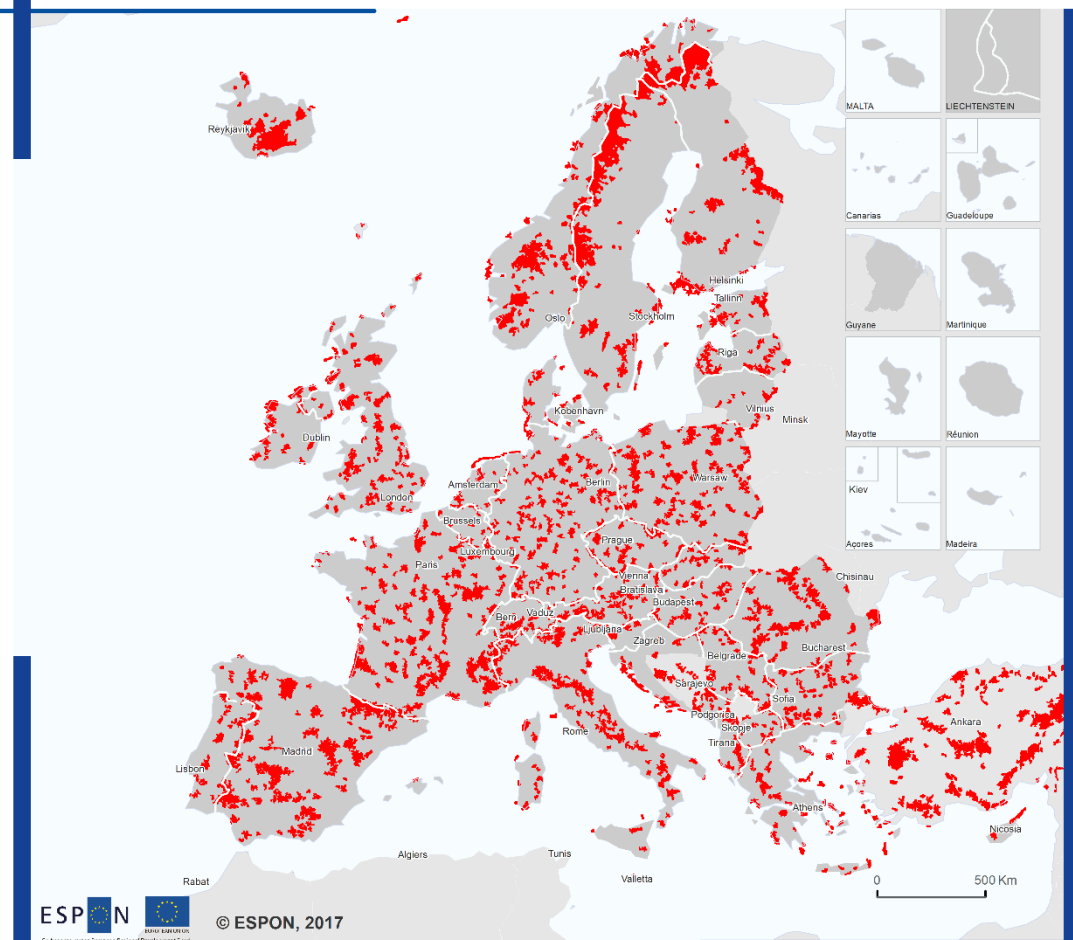 MALTA
LIECHTENSTEIN
Reykjavik
Canarias
Guadeloupe
Helsinki
Tallinn
Oslo
Stockholm
Guyane
Martinique
Riga
København
Vilnius
Minsk
Mayotte
Réunion
Dublin
Amsterdam
Berlin
Warsaw
Kiev
London
Brussels
Açores
Madeira
Luxembourg
Prague
Paris
Vienna
Bratislava
Chisinau
Budapest
Bern
Vaduz
Ljubljana
Zagreb
Bucharest
Belgrade
Sarajevo
Sofia
Podgorica
Skopje
Ankara
Rome
Tirana
Madrid
Lisbon
Athens
Nicosia
Algiers
Tunis
Valletta
Rabat
0 500 Km
ESPON
EUROPEAN UNION
© ESPON, 2017